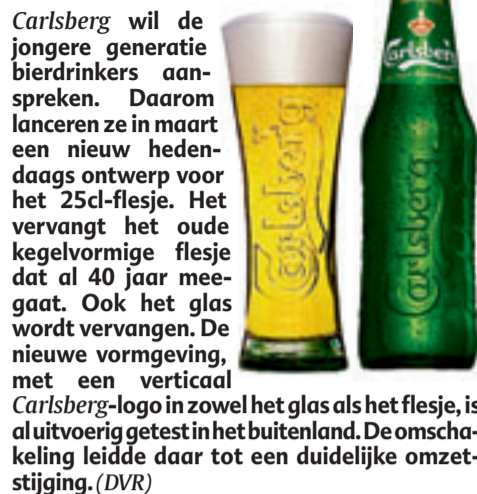 Carlsberg wil de
jongere generatie
bierdrinkers aan-
spreken. Daarom
lanceren ze in maart
een nieuw heden-
daags ontwerp voor
het 25cl-flesje. Het
vervangt het oude
kegelvormige flesje
dat al 40 jaar mee-
gaat. Ook het glas
wordt vervangen. De
nieuwe vormgeving,
met een verticaal
Carlsberg-logo in zowel het glas als het flesje, is
al uitvoerig getest in het buitenland. De omscha-
keling leidde daar tot een duidelijke omzet-
stijging. (DVR)
Carlsberg
Carlsberg
Carlsberg